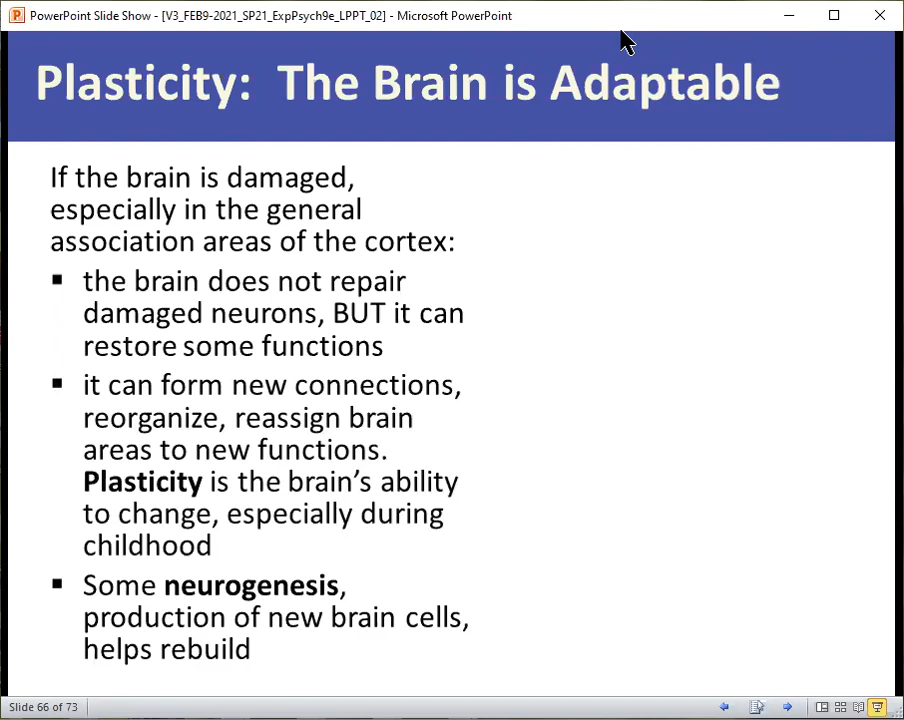 PowerPoint Slide Show - [V3_FEB9-2021_SP21_ExpPsych9e_LPPT_02] - Microsoft PowerPoint
Plasticity: The Brain is Adaptable
If the brain is damaged,
especially in the general
association areas of the cortex:
▪ the brain does not repair
damaged neurons, BUT it can
restore some functions
▪ it can form new connections,
reorganize, reassign brain
areas to new functions.
Plasticity is the brain’s ability
to change, especially during
childhood
▪ Some neurogenesis,
production of new brain cells,
helps rebuild
Slide 66 of 73